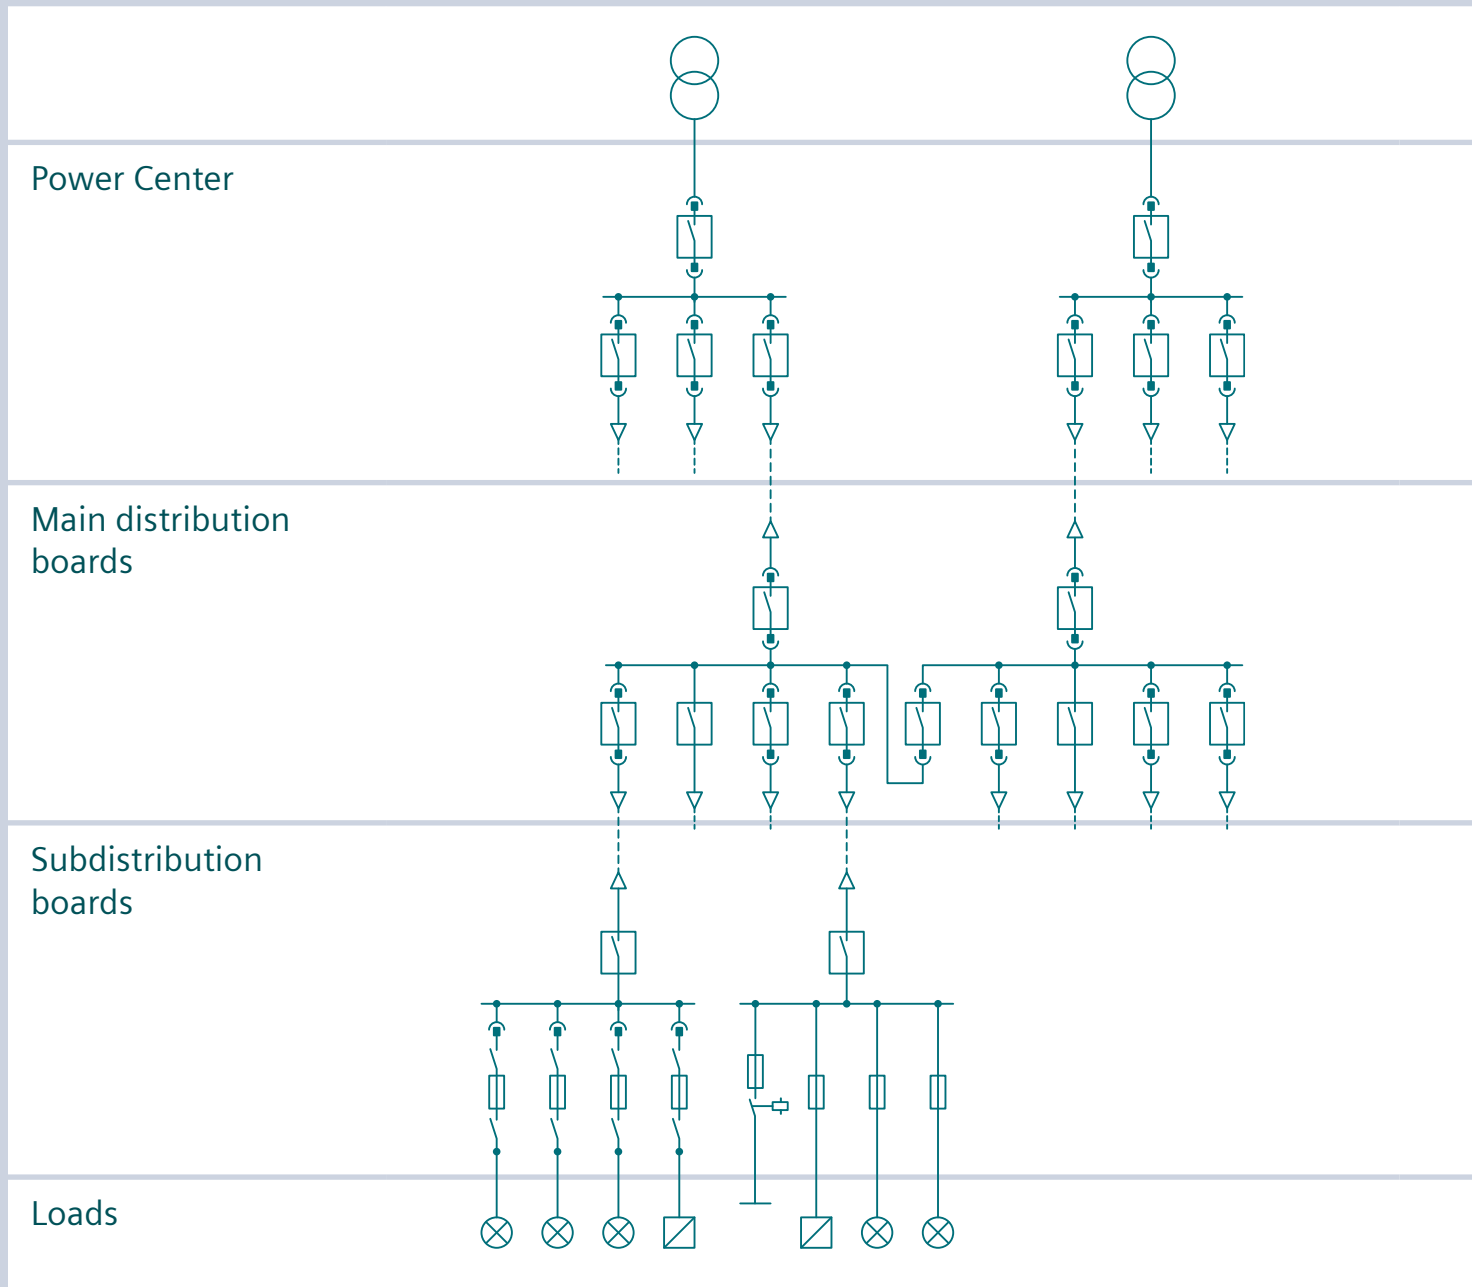 Power Center
Main distribution
boards
Subdistribution
boards
Loads